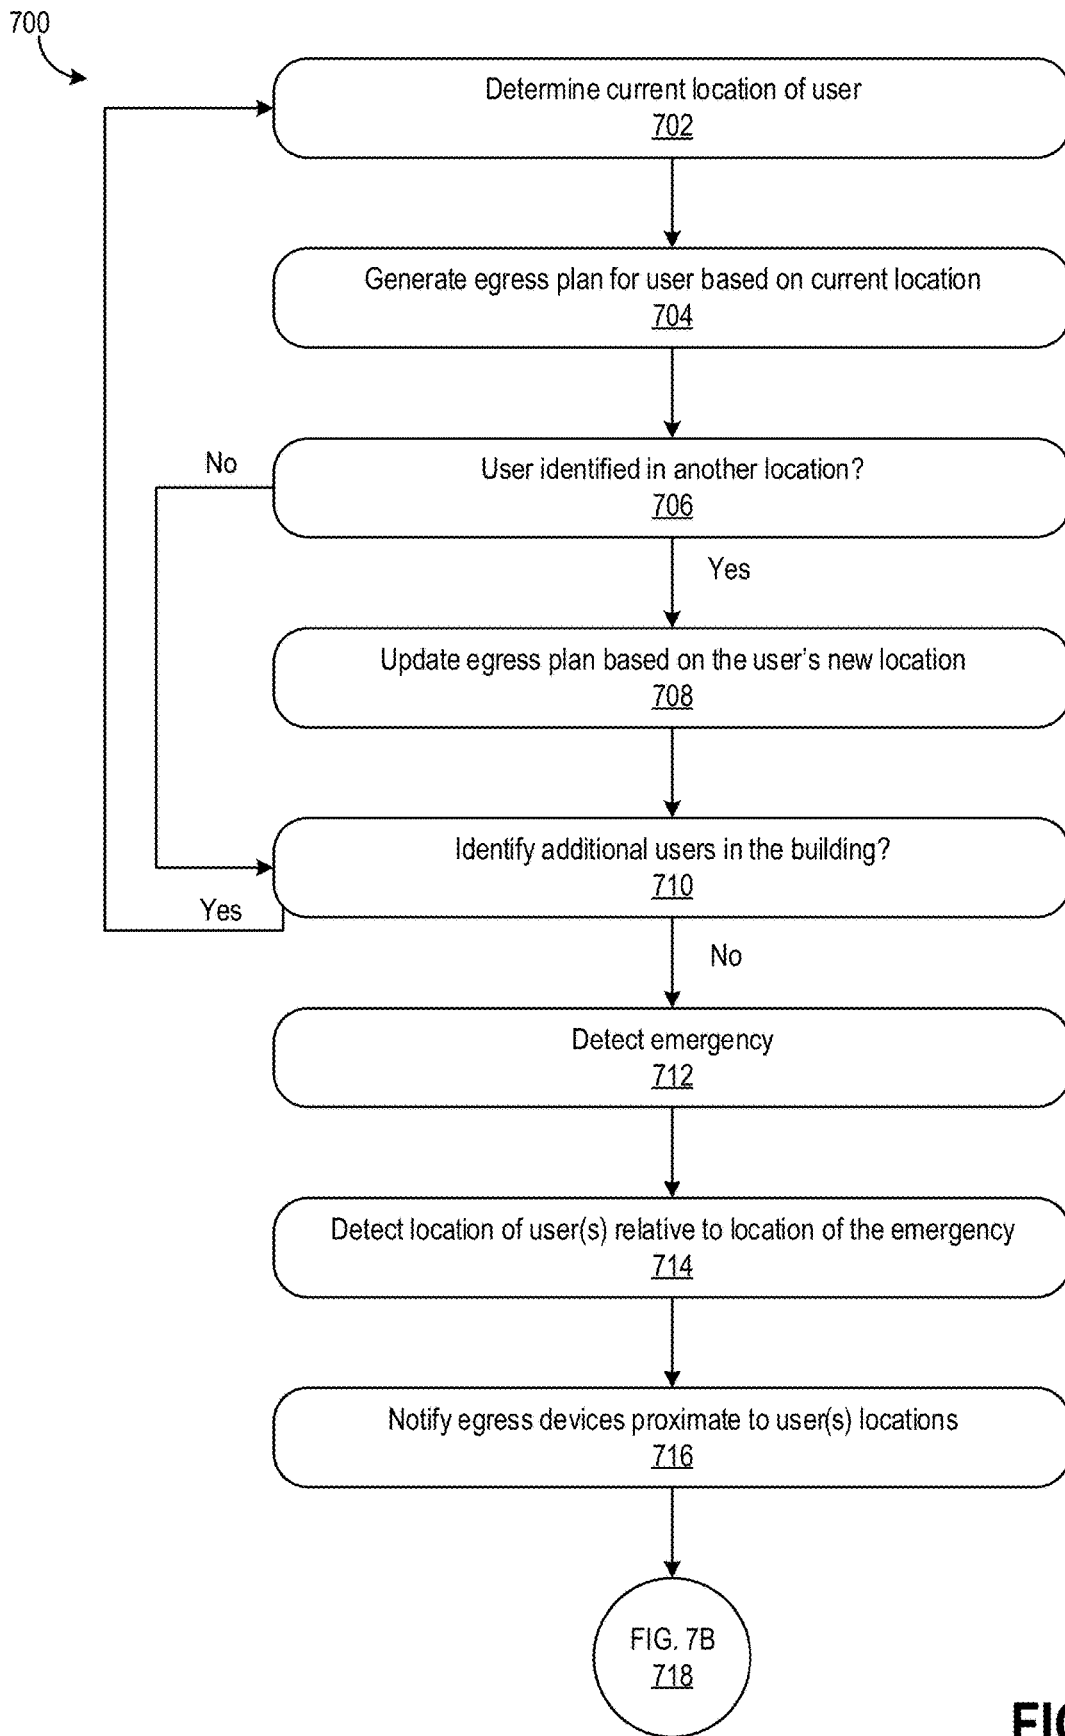 700
Determine current location of user
702
Generate egress plan for user based on current location
704
No
User identified in another location?
706
Yes
Update egress plan based on the user's new location
708
Identify additional users in the building?
710
Yes
No
Detect emergency
712
Detect location of user(s) relative to location of the emergency
714
Notify egress devices proximate to user(s) locations
716
FIG. 7B
718
FIG